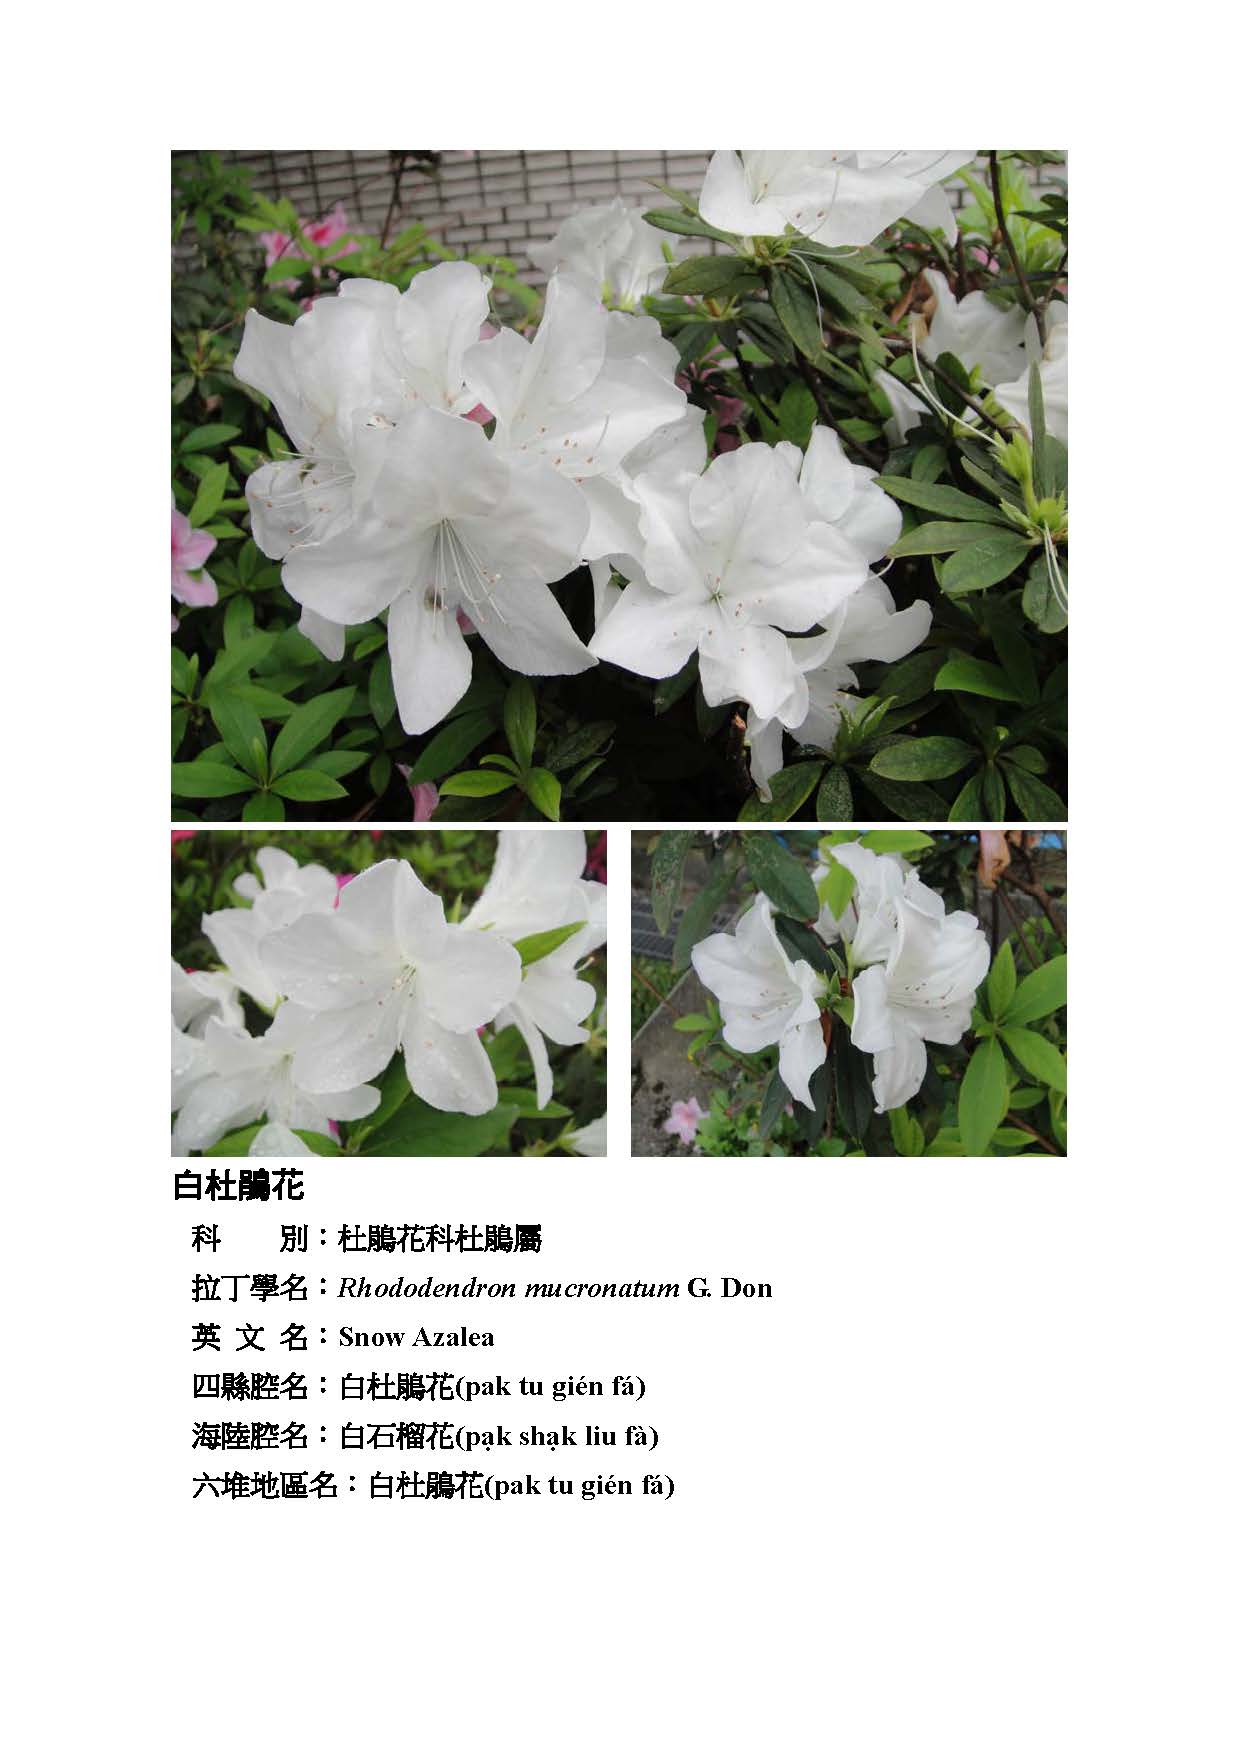 白杜鵑花
科　　別：杜鵑花科杜鵑屬
拉丁學名：Rhododendron mucronatum G. Don
英 文 名：Snow Azalea
四縣腔名：白杜鵑花(pak tu gién fá)
海陸腔名：白石榴花(pa̩k sha̩k liu fà)
六堆地區名：白杜鵑花(pak tu gién fá)